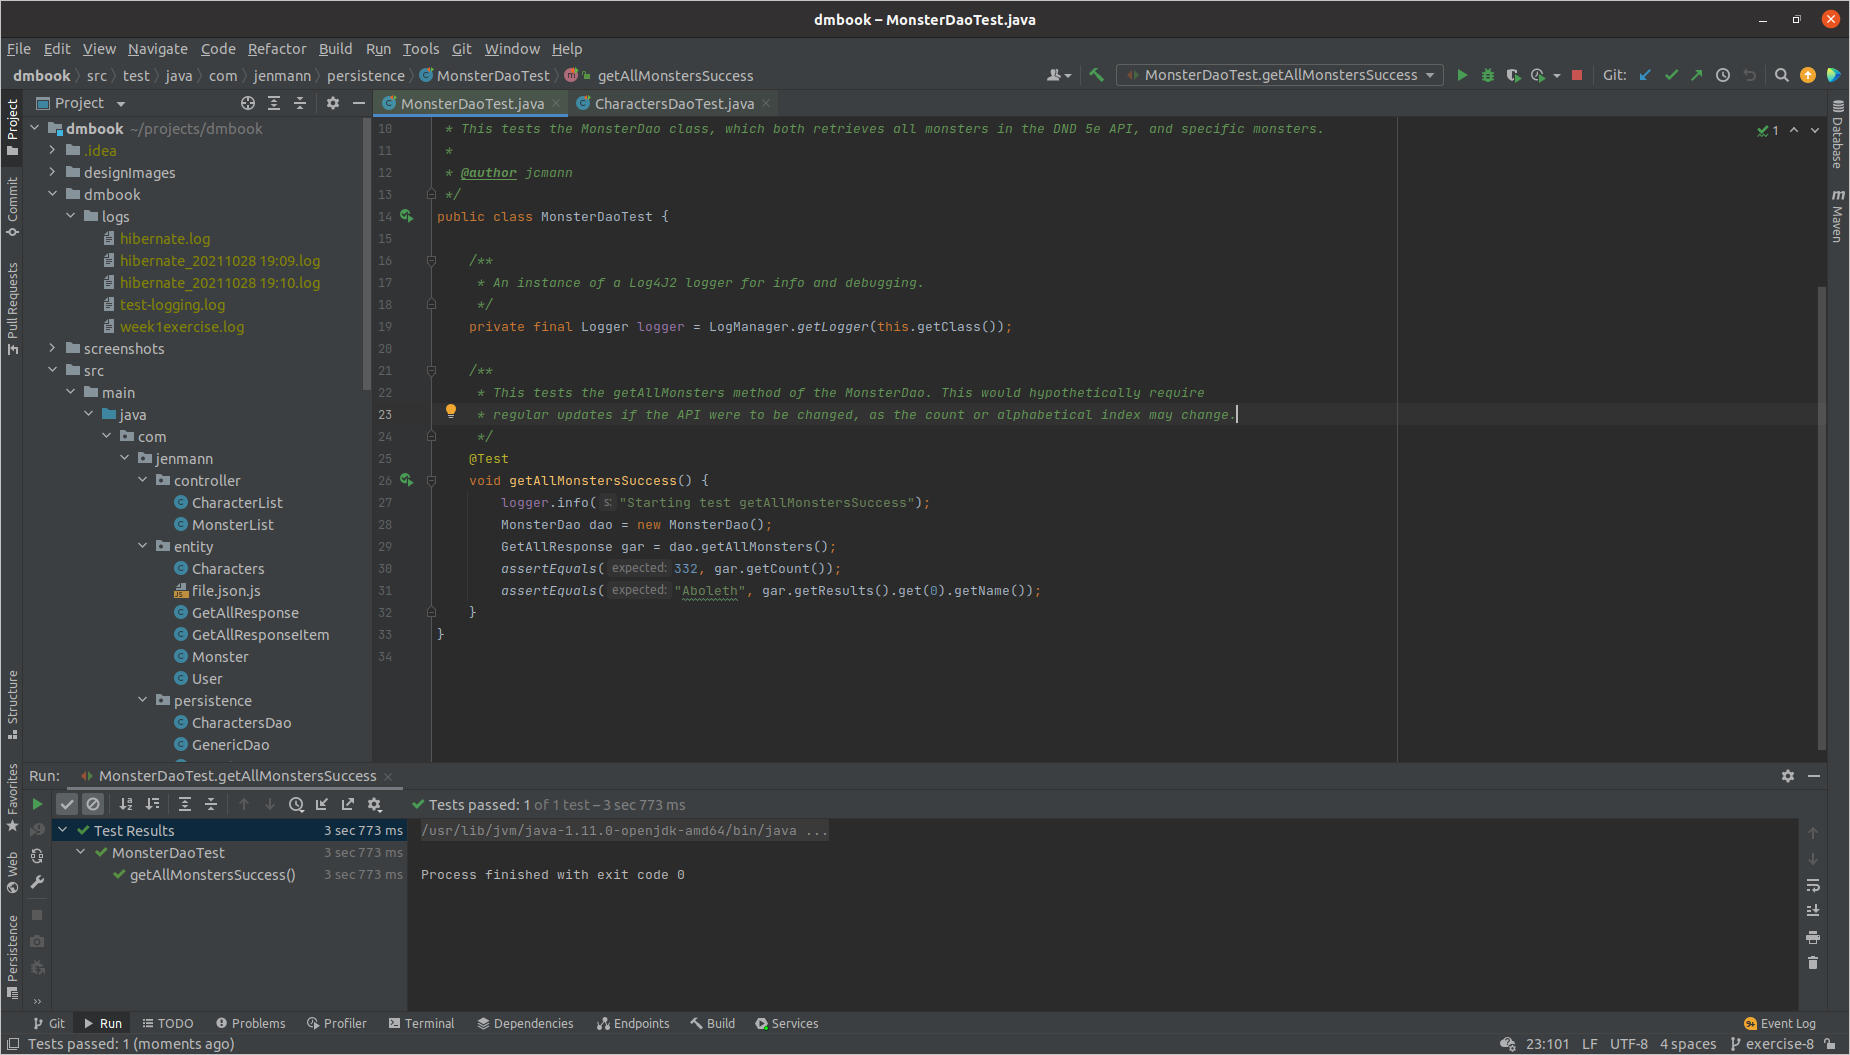 dmbook – MonsterDaoTest.java
File Edit View Navigate Code Refactor Build Run Tools Git Window Help
dmbook src test java com jenmann persistence MonsterDaoTest getAllMonstersSuccess
MonsterDaoTest.getAllMonstersSuccess
Git:
Project
MonsterDaoTest.java
CharactersDaoTest.java
Project
Commit
Pull Requests
Structure
Favorites
Web
Persistence
Database
Maven
dmbook ~/projects/dmbook
.idea
designImages
dmbook
logs
hibernate.log
hibernate_20211028 19:09.log
hibernate_20211028 19:10.log
test-logging.log
week1exercise.log
screenshots
src
main
java
com
jenmann
controller
CharacterList
MonsterList
entity
Characters
file.json.js
GetAllResponse
GetAllResponseItem
Monster
User
persistence
CharactersDao
GenericDao
1
10 * This tests the MonsterDao class, which both retrieves all monsters in the DND 5e API, and specific monsters.
11 *
12 * @author jcmann
13 */
14 public class MonsterDaoTest {
15
16 /**
17 * An instance of a Log4J2 logger for info and debugging.
18 */
19 private final Logger logger = LogManager.getLogger(this.getClass());
20
21 /**
22 * This tests the getAllMonsters method of the MonsterDao. This would hypothetically require
23 * regular updates if the API were to be changed, as the count or alphabetical index may change.
24 */
25 @Test
26 void getAllMonstersSuccess() {
27 logger.info( s: "Starting test getAllMonstersSuccess");
28 MonsterDao dao = new MonsterDao();
29 GetAllResponse gar = dao.getAllMonsters();
30 assertEquals( expected: 332, gar.getCount());
31 assertEquals( expected: "Aboleth", gar.getResults().get(0).getName());
32 }
33 }
34
Run: MonsterDaoTest.getAllMonstersSuccess
Tests passed: 1 of 1 test – 3 sec 773 ms
Test Results 3 sec 773 ms
MonsterDaoTest 3 sec 773 ms
getAllMonstersSuccess() 3 sec 773 ms
/usr/lib/jvm/java-1.11.0-openjdk-amd64/bin/java ...
Process finished with exit code 0
Git Run TODO Problems Profiler Terminal Dependencies Endpoints Build Services
Event Log
Tests passed: 1 (moments ago)
23:101 LF UTF-8 4 spaces exercise-8